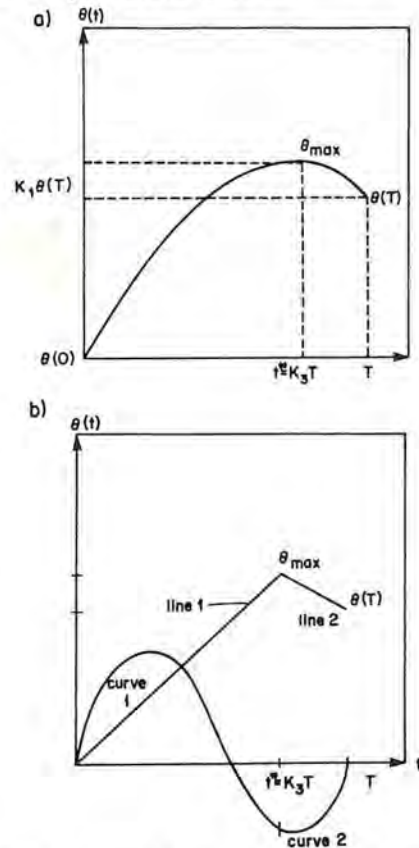 a)
θ(t)
θmax
K₁θ(T)
θ(T)
θ(0)
t*=K₃T
T
b)
θ(t)
θmax
line 1
θ(T)
line 2
curve
1
t*=K₃T
T
t
curve 2